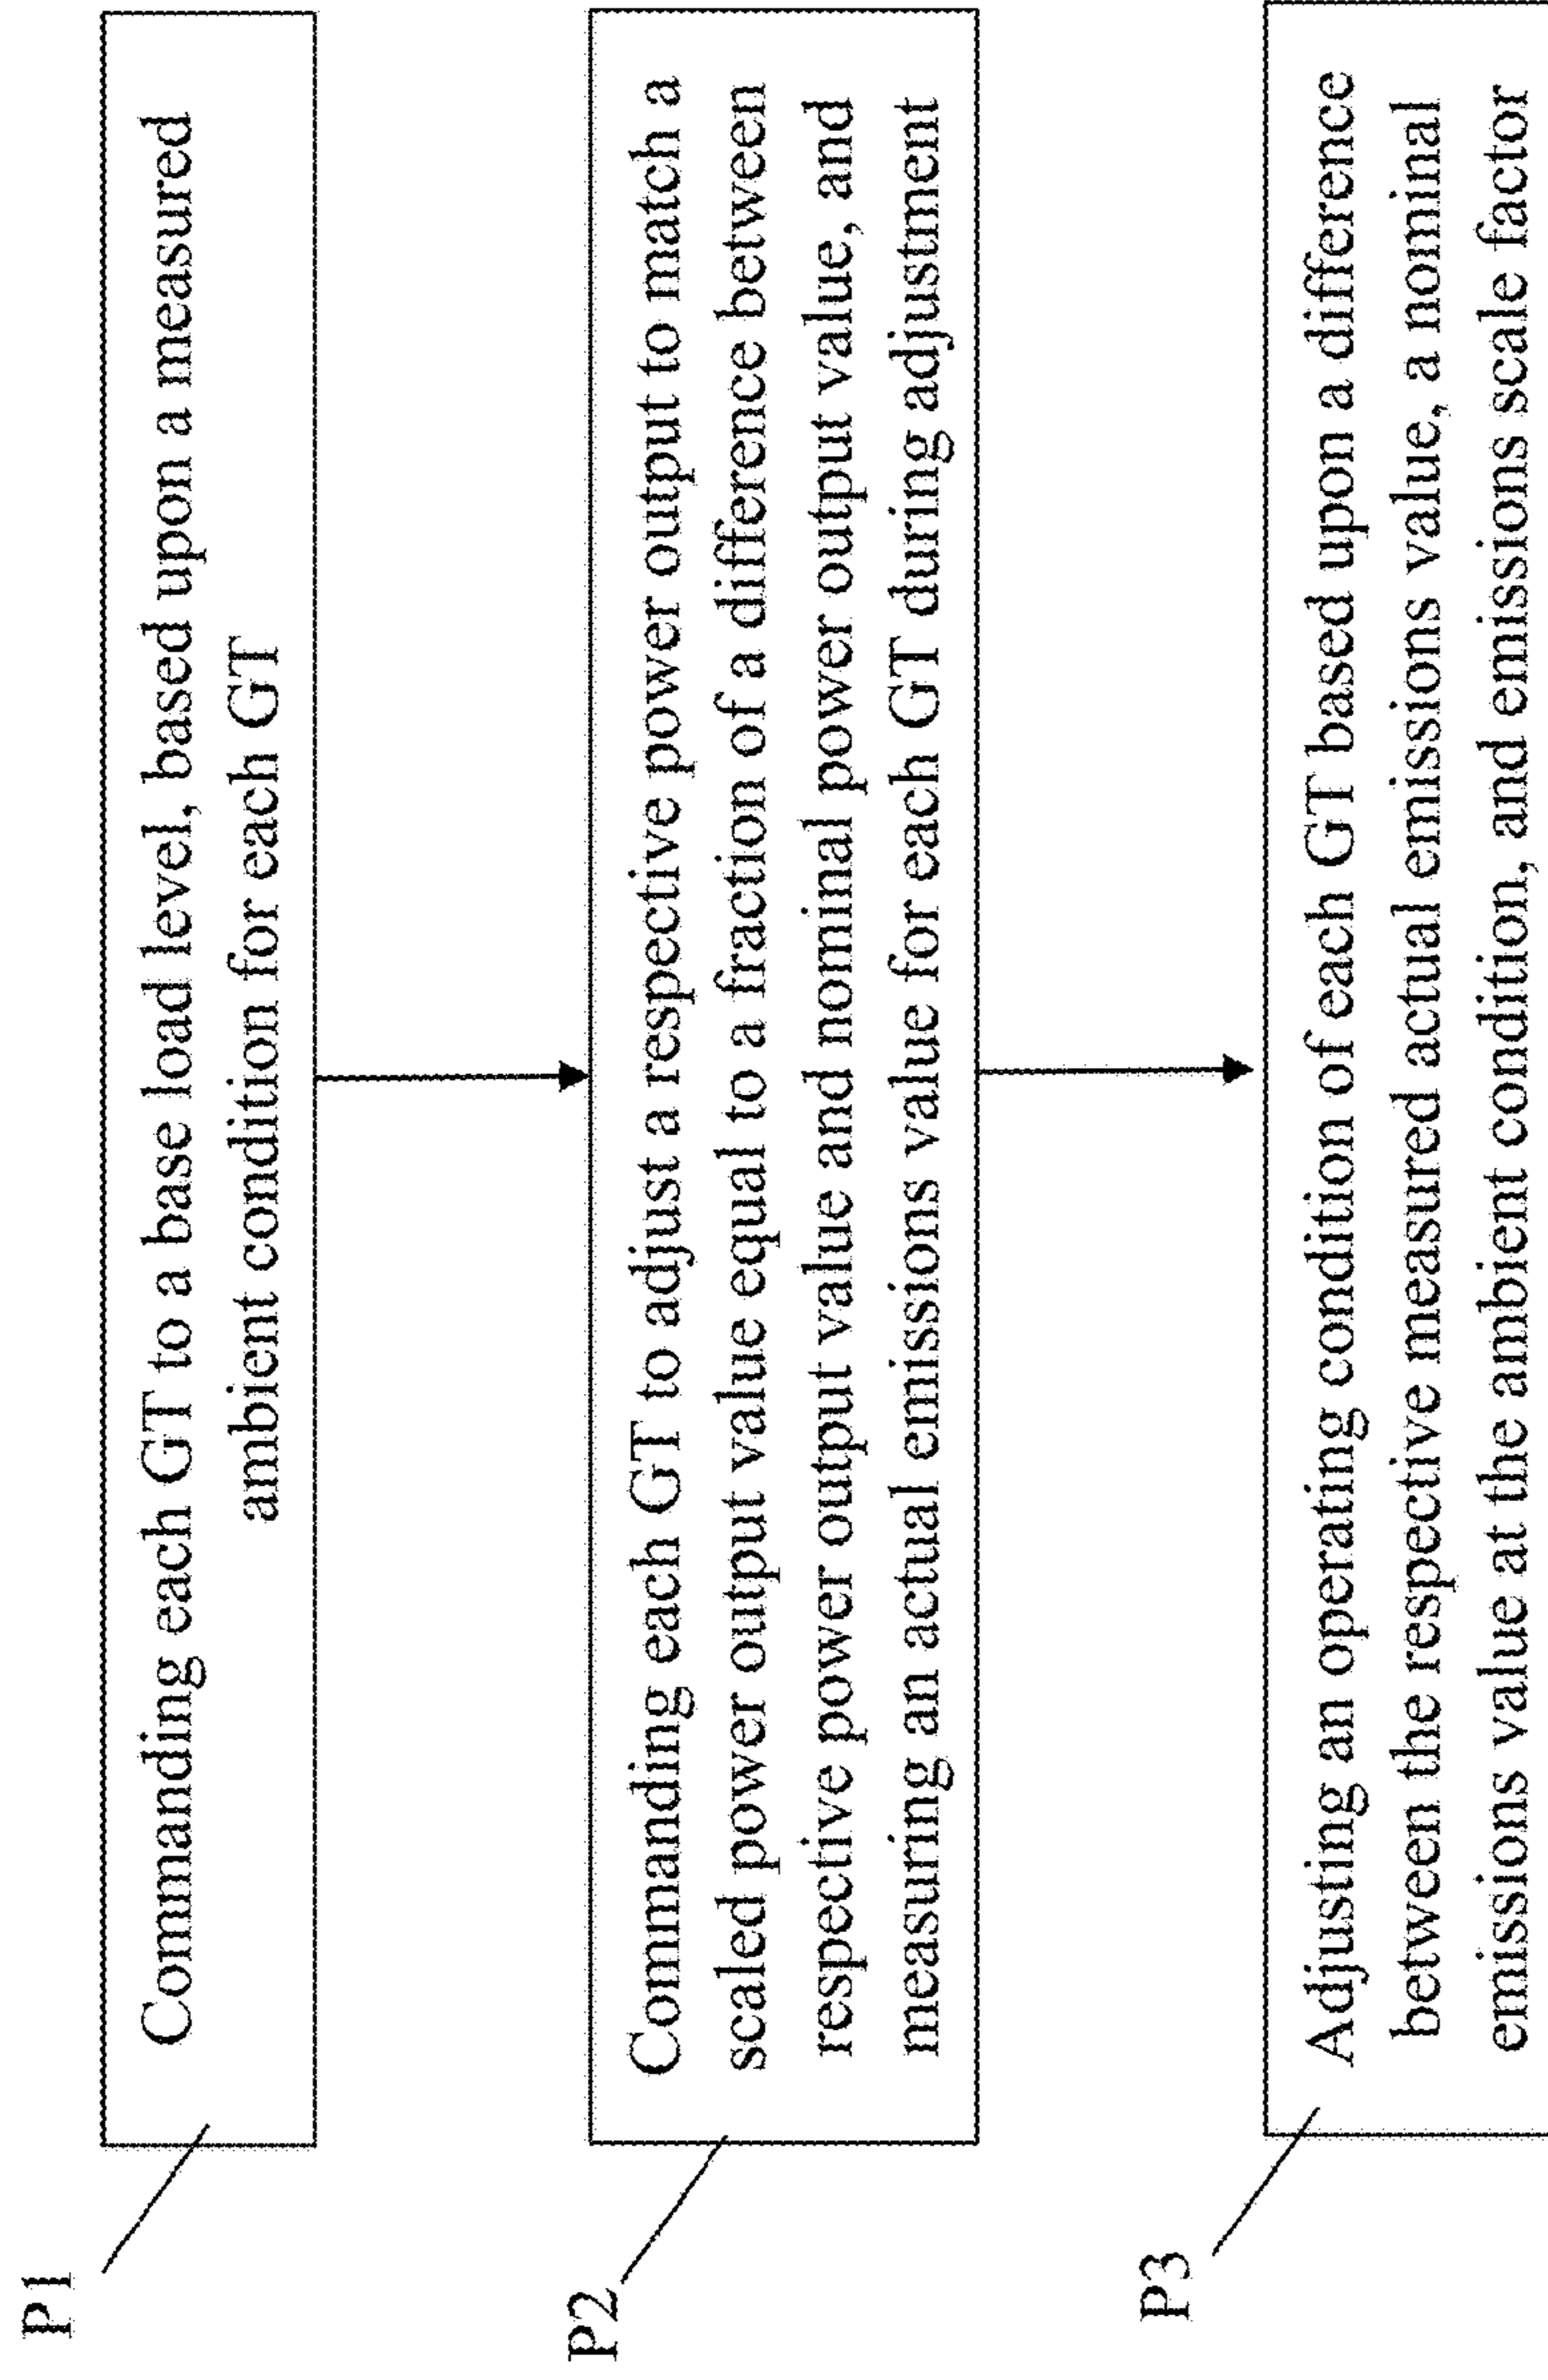 P1
Commanding each GT to a base load level, based upon a measured
ambient condition for each GT
P2
Commanding each GT to adjust a respective power output to match a
scaled power output value equal to a fraction of a difference between
respective power output value and nominal power output value, and
measuring an actual emissions value for each GT during adjustment
P3
Adjusting an operating condition of each GT based upon a difference
between the respective measured actual emissions value, a nominal
emissions value at the ambient condition, and emissions scale factor